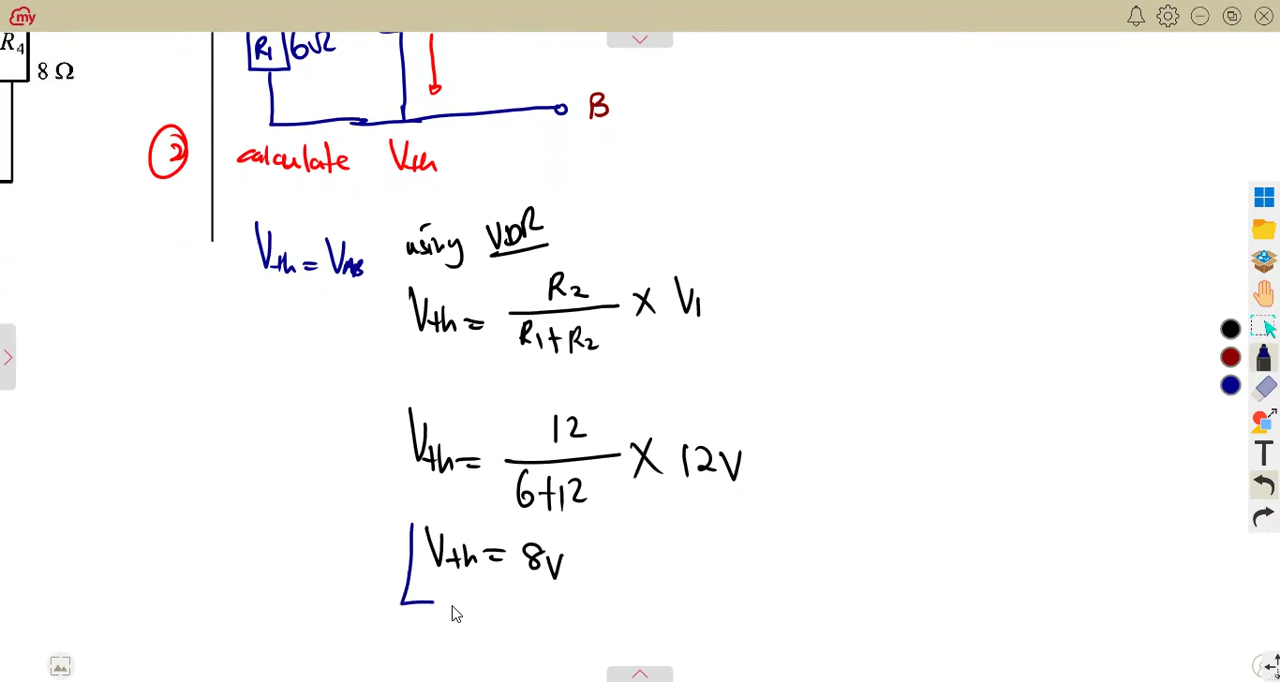 my
R4
8 Ω
R1 6Ω
B
2 calculate Vth
Vth = VAB using VDR
Vth = R2 / R1+R2 × V1
Vth = 12 / 6+12 × 12V
Vth = 8V
T